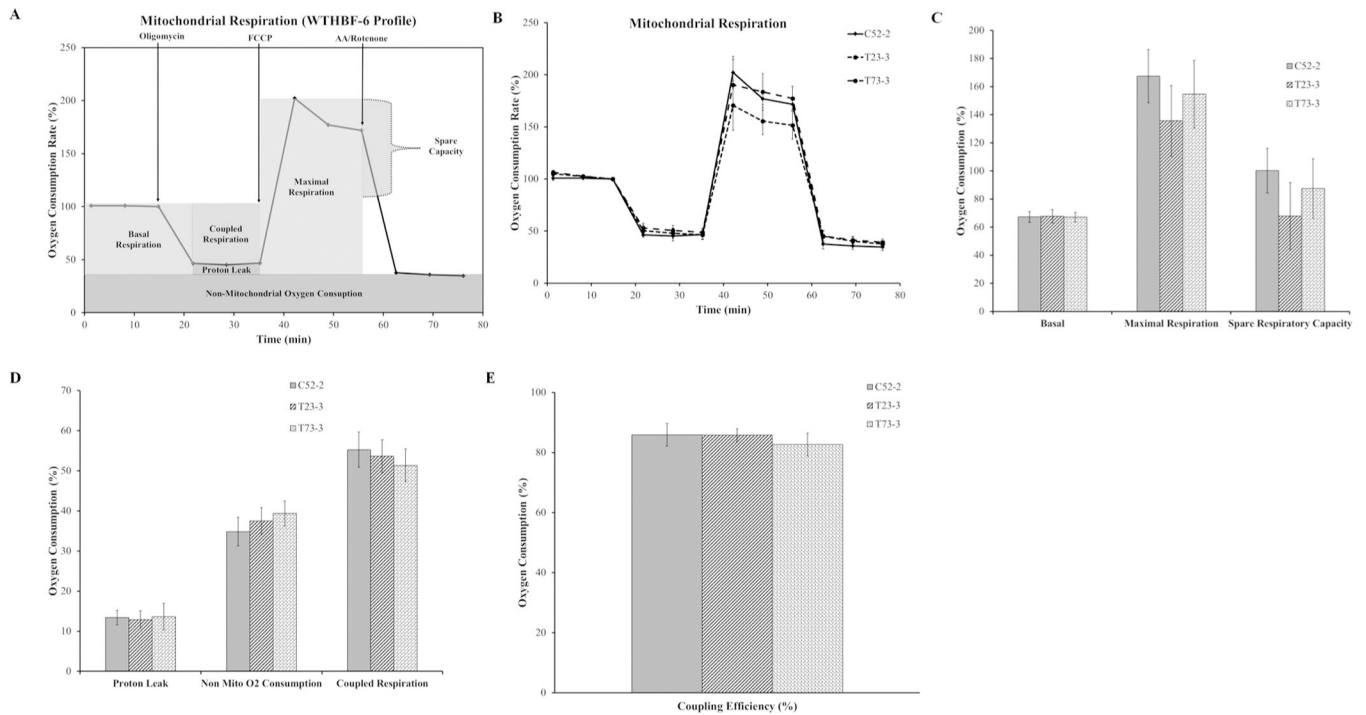 A
Mitochondrial Respiration (WTHBF-6 Profile)
Oligomycin
FCCP
AA/Rotenone
Oxygen Consumption Rate (%)
250
200
150
100
50
0
Basal
Respiration
Coupled
Respiration
Proton Leak
Maximal
Respiration
Spare
Capacity
Non-Mitochondrial Oxygen Consuption
0 10 20 30 40 50 60 70 80
Time (min)
B
Mitochondrial Respiration
C52-2
T23-3
T73-3
Oxygen Consumption Rate (%)
250
200
150
100
50
0
0 10 20 30 40 50 60 70 80
Time (min)
C
C52-2
T23-3
T73-3
Oxygen Consumption (%)
200
180
160
140
120
100
80
60
40
20
0
Basal Maximal Respiration Spare Respiratory Capacity
D
C52-2
T23-3
T73-3
Oxygen Consumption (%)
70
60
50
40
30
20
10
0
Proton Leak Non Mito O2 Consumption Coupled Respiration
E
C52-2
T23-3
T73-3
Oxygen Consumption (%)
100
80
60
40
20
0
Coupling Efficiency (%)